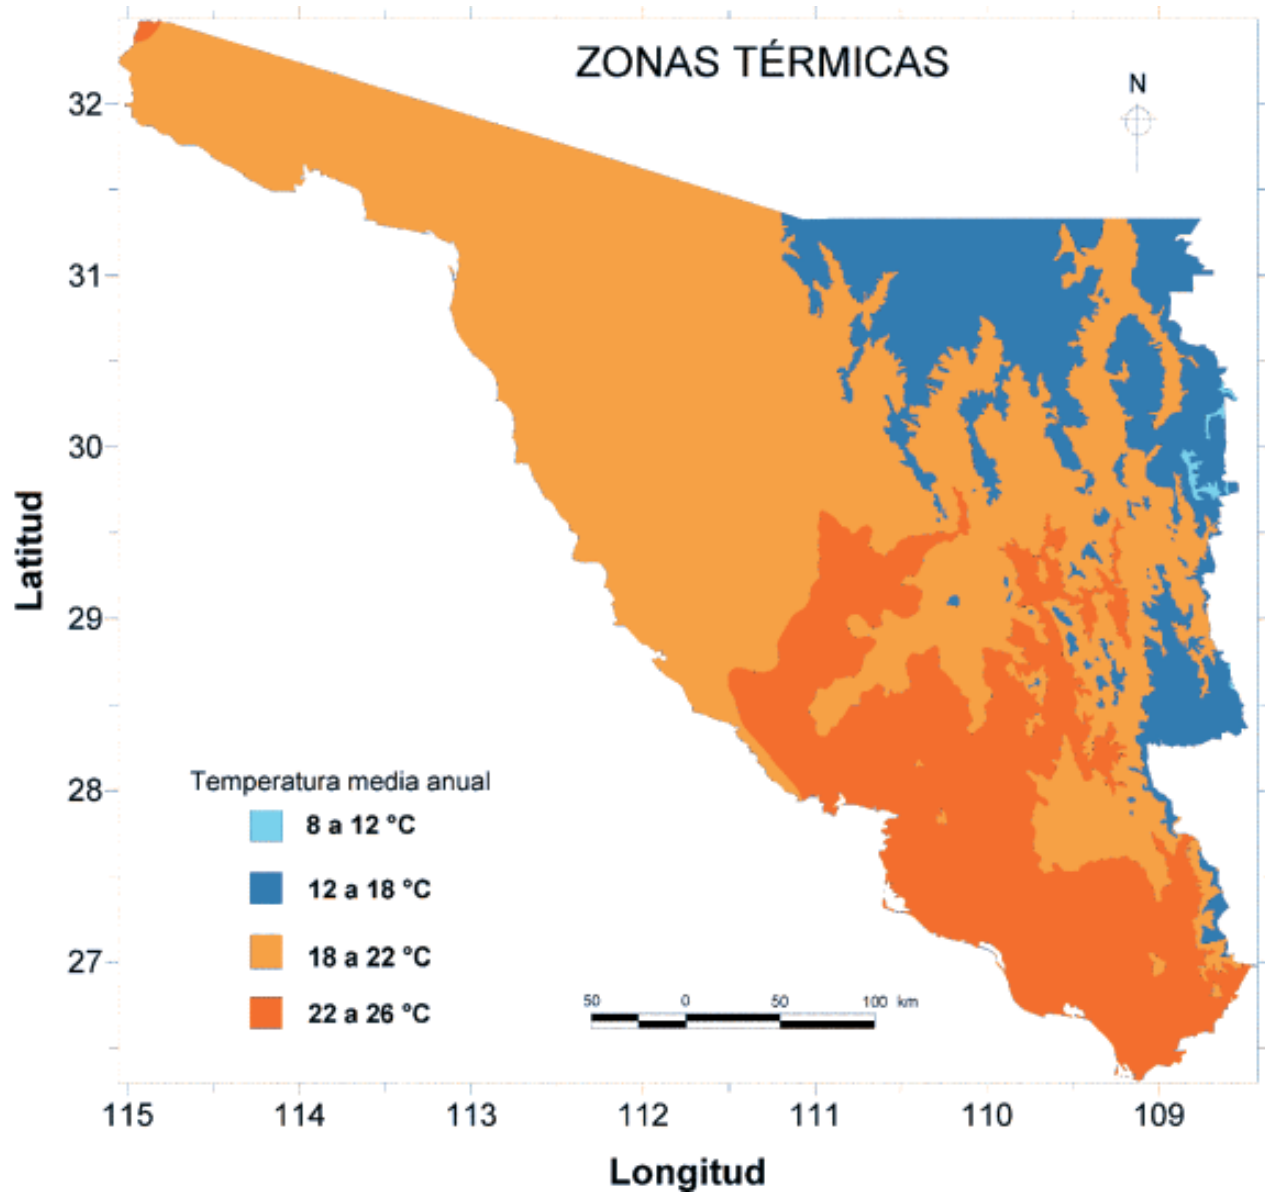 ZONAS TÉRMICAS
N
32
31
30
29
28
27
Latitud
Temperatura media anual
8 a 12 °C
12 a 18 °C
18 a 22 °C
22 a 26 °C
50 0 50 100 km
115 114 113 112 111 110 109
Longitud